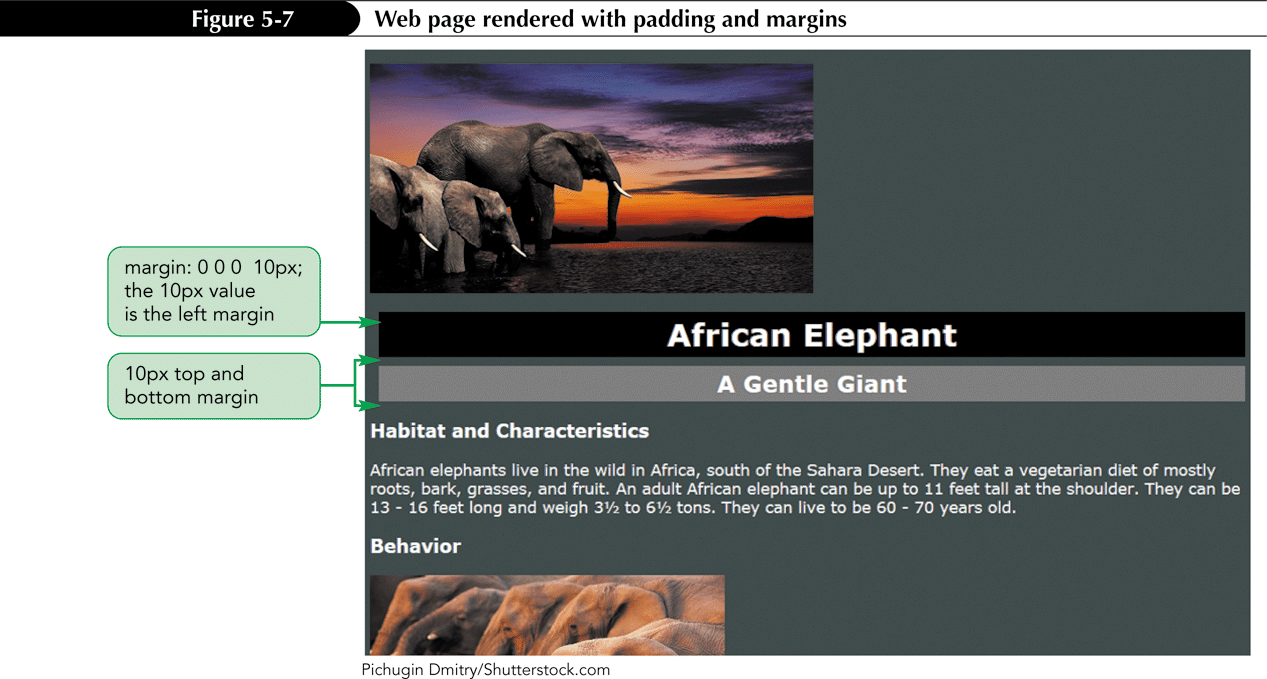 Figure 5-7
Web page rendered with padding and margins
margin: 0 0 0  10px;
the 10px value
is the left margin
10px top and
bottom margin
African Elephant
A Gentle Giant
Habitat and Characteristics
African elephants live in the wild in Africa, south of the Sahara Desert. They eat a vegetarian diet of mostly
roots, bark, grasses, and fruit. An adult African elephant can be up to 11 feet tall at the shoulder. They can be
13 - 16 feet long and weigh 3½ to 6½ tons. They can live to be 60 - 70 years old.
Behavior
Pichugin Dmitry/Shutterstock.com